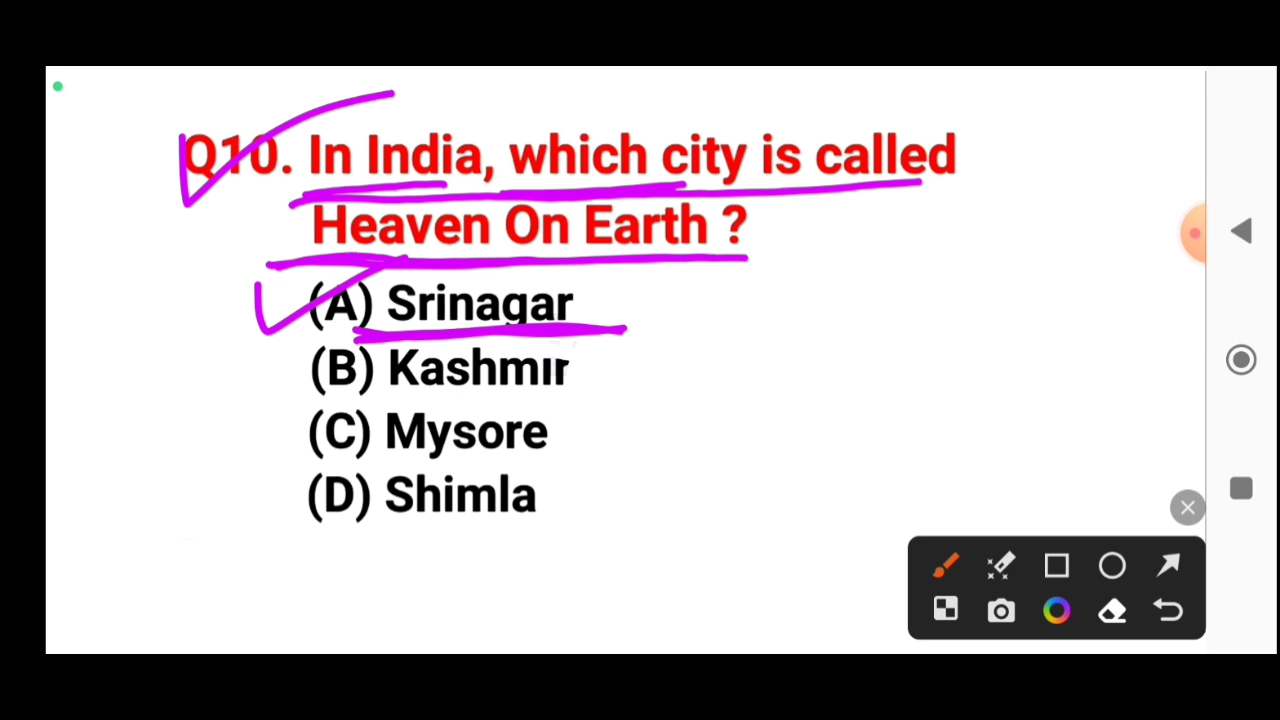 Q10. In India, which city is called
Heaven On Earth ?
(A) Srinagar
(B) Kashmir
(C) Mysore
(D) Shimla